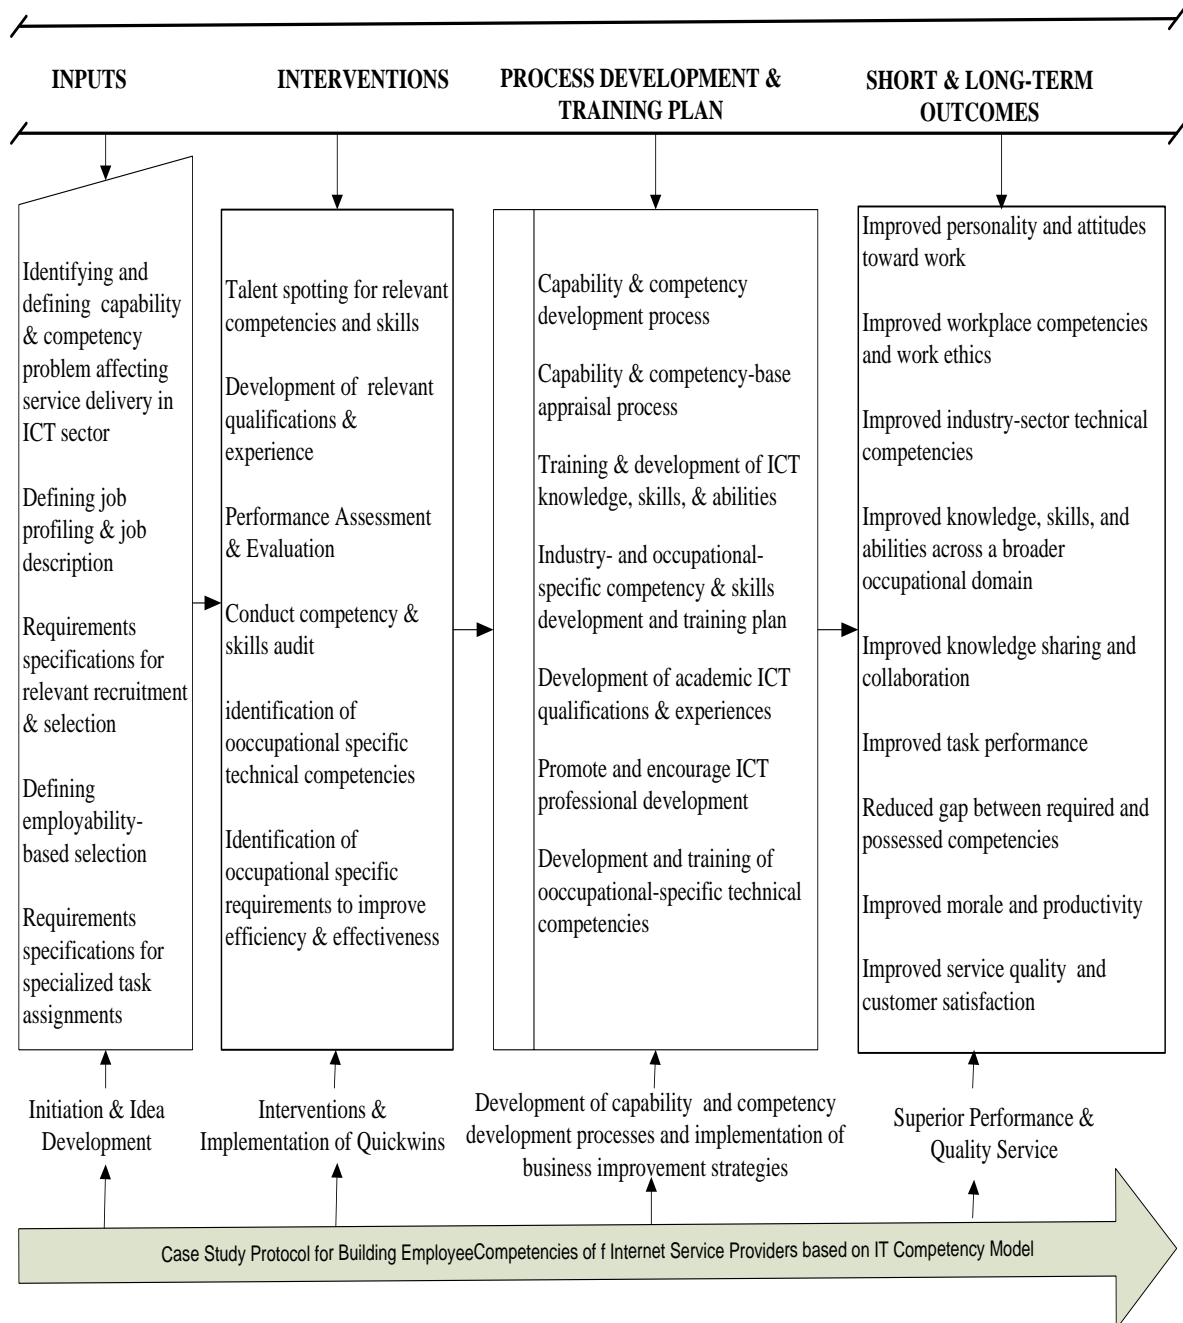 INPUTS
INTERVENTIONS
PROCESS DEVELOPMENT &
TRAINING PLAN
SHORT & LONG-TERM
OUTCOMES
Identifying and
defining capability
& competency
problem affecting
service delivery in
ICT sector
Defining job
profiling & job
description
Requirements
specifications for
relevant recruitment
& selection
Defining
employability-
based selection
Requirements
specifications for
specialized task
assignments
Talent spotting for relevant
competencies and skills
Development of relevant
qualifications &
experience
Performance Assessment
& Evaluation
Conduct competency &
skills audit
identification of
ooccupational specific
technical competencies
Identification of
occupational specific
requirements to improve
efficiency & effectiveness
Capability & competency
development process
Capability & competency-base
appraisal process
Training & development of ICT
knowledge, skills, & abilities
Industry- and occupational-
specific competency & skills
development and training plan
Development of academic ICT
qualifications & experiences
Promote and encourage ICT
professional development
Development and training of
ooccupational-specific technical
competencies
Improved personality and attitudes
toward work
Improved workplace competencies
and work ethics
Improved industry-sector technical
competencies
Improved knowledge, skills, and
abilities across a broader
occupational domain
Improved knowledge sharing and
collaboration
Improved task performance
Reduced gap between required and
possessed competencies
Improved morale and productivity
Improved service quality and
customer satisfaction
Initiation & Idea
Development
Interventions &
Implementation of Quickwins
Development of capability and competency
development processes and implementation of
business improvement strategies
Superior Performance &
Quality Service
Case Study Protocol for Building EmployeeCompetencies of f Internet Service Providers based on IT Competency Model